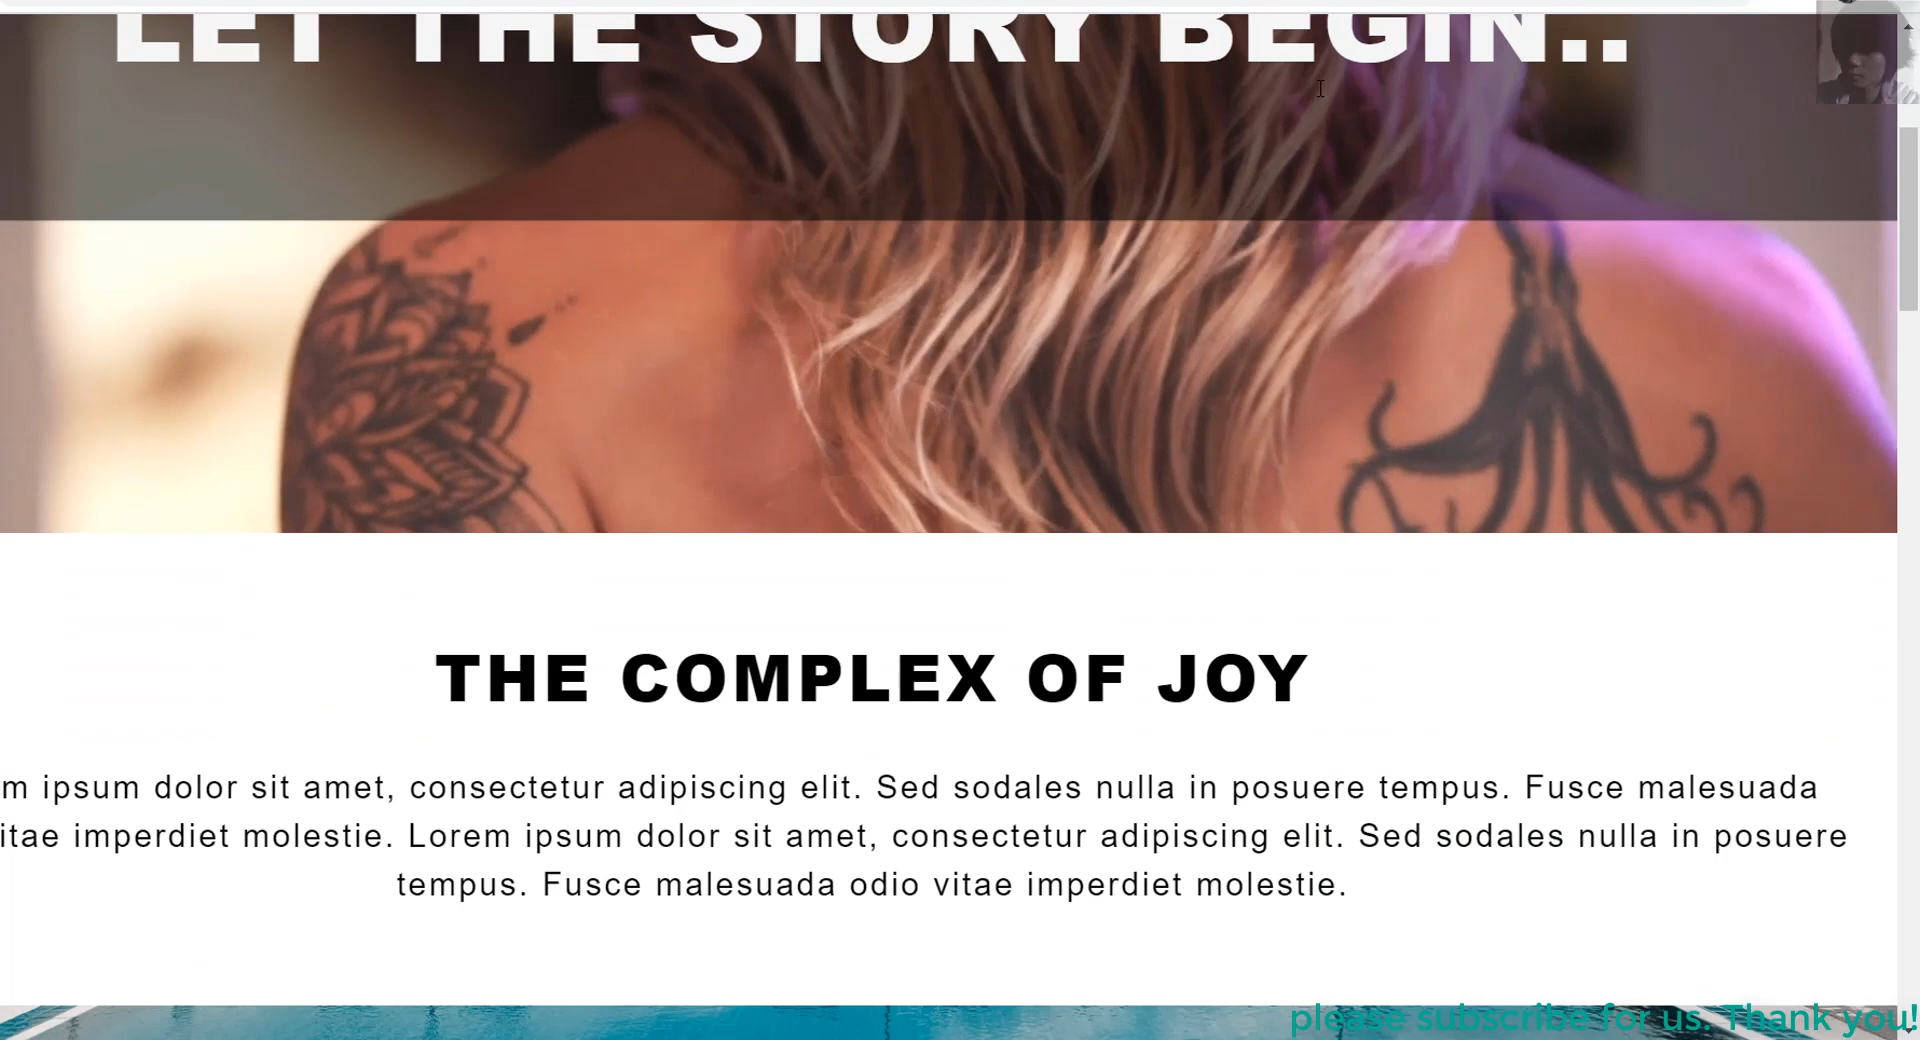 LET THE STORY BEGIN..
THE COMPLEX OF JOY
m ipsum dolor sit amet, consectetur adipiscing elit. Sed sodales nulla in posuere tempus. Fusce malesuada
itae imperdiet molestie. Lorem ipsum dolor sit amet, consectetur adipiscing elit. Sed sodales nulla in posuere
tempus. Fusce malesuada odio vitae imperdiet molestie.
please subscribe for us. Thank you!